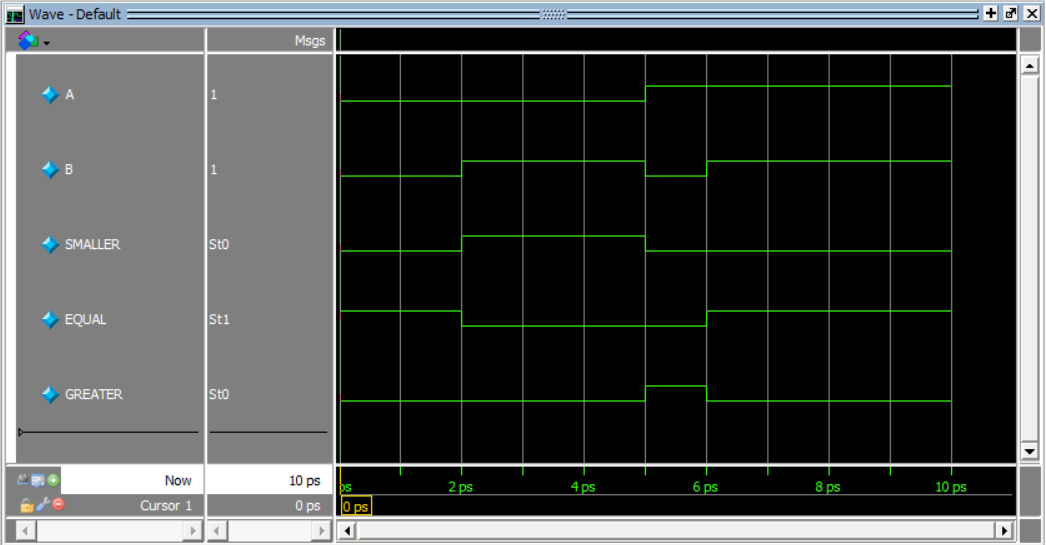 Wave - Default
Msgs
A 1
B 1
SMALLER St0
EQUAL St1
GREATER St0
Now 10 ps
ps 2 ps 4 ps 6 ps 8 ps 10 ps
Cursor 1 0 ps 0 ps